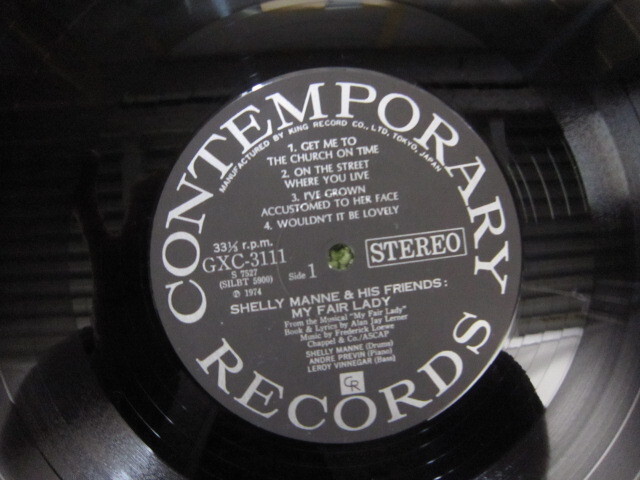 CONTEMPORARY
MANUFACTURED BY KING RECORD CO., LTD. TOKYO, JAPAN
1. GET ME TO
THE CHURCH ON TIME
2. ON THE STREET
WHERE YOU LIVE
3. I'VE GROWN
ACCUSTOMED TO HER FACE
4. WOULDN'T IT BE LOVELY
33⅓ r.p.m.
GXC-3111
S 7527
(SILBT 5909)
℗ 1974
Side 1
STEREO
SHELLY MANNE & HIS FRIENDS:
MY FAIR LADY
From the Musical "My Fair Lady"
Book & Lyrics by Alan Jay Lerner
Music by Frederick Loewe
Chappel & Co./ASCAP
SHELLY MANNE (Drums)
ANDRE PREVIN (Piano)
LEROY VINNEGAR (Bass)
CR
RECORDS